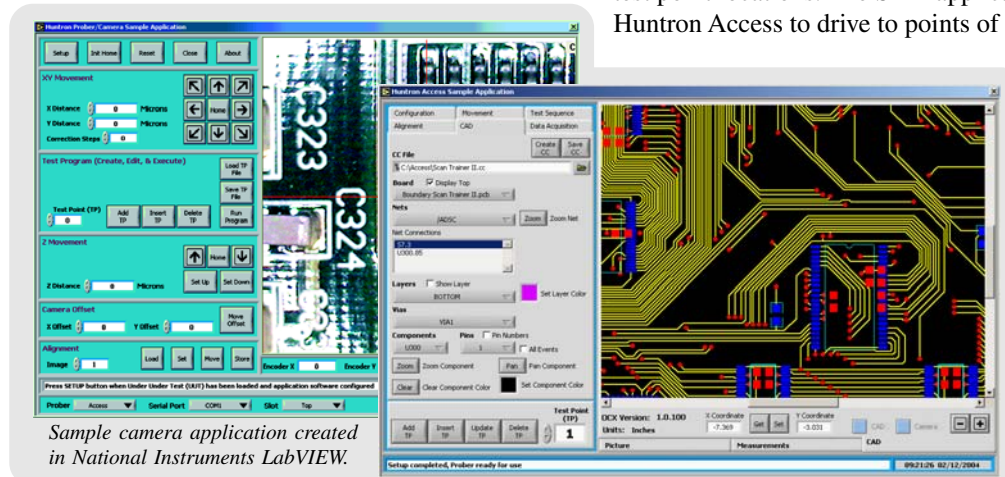 Huntron Access to drive to points of
Huntron Prober/Camera Sample Application
Setup Init Home Reset Close About
XY Movement
X Distance 0 Microns
Y Distance 0 Microns
Correction Steps 0
Home
Test Program (Create, Edit, & Execute)
Load TP File
Save TP File
Test Point (TP)
0 Add TP Insert TP Delete TP Run Program
Z Movement
Home
Z Distance 0 Microns Set Up Set Down
Camera Offset
X Offset 0 Y Offset 0 Move Offset
Alignment
Image 1 Load Set Move Store
Encoder X 0 Encoder Y
Press SETUP button when Under Under Test (UUT) has been loaded and application software configured
Prober Access Serial Port COM1 Slot Top
C323
C324
C
Sample camera application created
in National Instruments LabVIEW.
Huntron Access Sample Application
Configuration Movement Test Sequence
Alignment CAD Data Acquisition
CC File Create CC Save CC
C:\Access\Scan Trainer II.cc
Board Display Top
Boundary Scan Trainer II.pcb
Nets
/ADSC Zoom Zoom Net
Net Connections
S7.3
U300.85
Layers Show Layer
BOTTOM Set Layer Color
Vias
VIA1
Components Pins Pin Numbers
U300 1 All Events
Zoom Zoom Component Pan Pan Component
Clear Clear Component Color Set Component Color
Test Point (TP)
Add TP Insert TP Update TP Delete TP 1
OCX Version: 1.0.100 X Coordinate Y Coordinate
Units: Inches -7.369 Get Set -3.031 CAD Camera
Picture Measurements CAD
Setup completed, Prober ready for use 09:21:26 02/12/2004